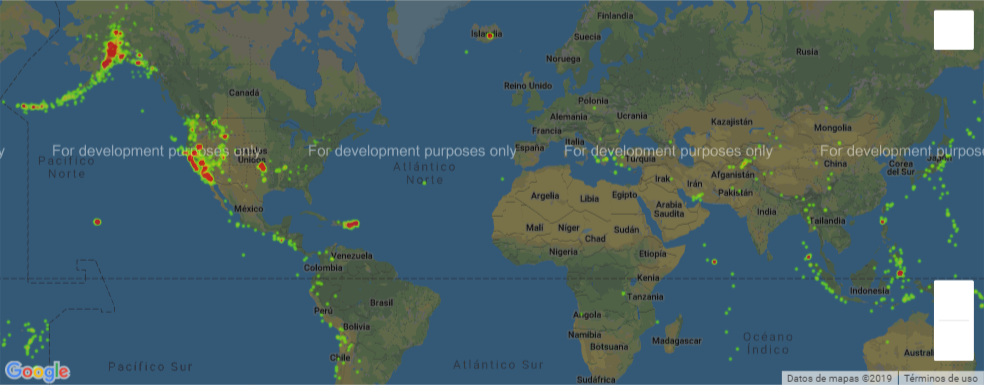 Finlandia
Islandia
Suecia
Rusia
Noruega
Canadá
Reino Unido
Polonia
Alemania
Ucrania
Kazajistán
Mongolia
Francia
Italia
España
Turquía
For development purposes only
For development purposes only
For development purposes only
For development purpose
Pacífico
Norte
Unidos
Atlántico
Norte
China
Corea
del Sur
Afganistán
Irak
Irán
Pakistán
Argelia
Libia
Egipto
Arabia
Saudita
México
India
Tailandia
Malí
Níger
Chad
Sudán
Nigeria
Etiopía
Venezuela
Colombia
Kenia
Indonesia
Tanzania
Brasil
Perú
Angola
Bolivia
Namibia
Madagascar
Botsuana
Océano
Índico
Chile
Sudáfrica
Pacífico Sur
Atlántico Sur
Google
Datos de mapas ©2019
Términos de uso